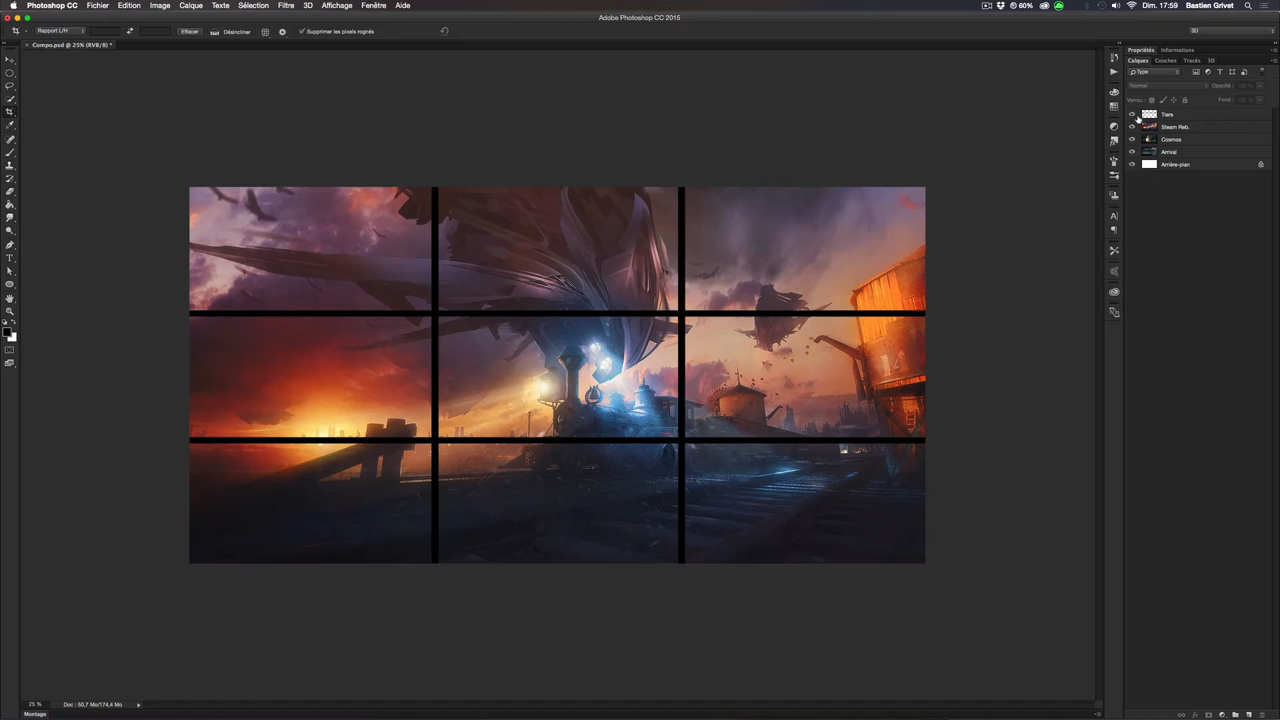 Photoshop CC Fichier Edition Image Calque Texte Sélection Filtre 3D Affichage Fenêtre Aide 60% Dim. 17:59 Bastien Grivet
Adobe Photoshop CC 2015
Rapport L/H Effacer Désincliner Supprimer les pixels rognés 3D
Compo.psd @ 25% (RVB/8) *
Propriétés Informations
Calques Couches Tracés 3D
Type
Normal Opacité :
Verrou : Fond :
Tiers
Steam Reb.
Cosmos
Arrival
Arrière-plan
25 % Doc : 50,7 Mo/174,4 Mo
Montage